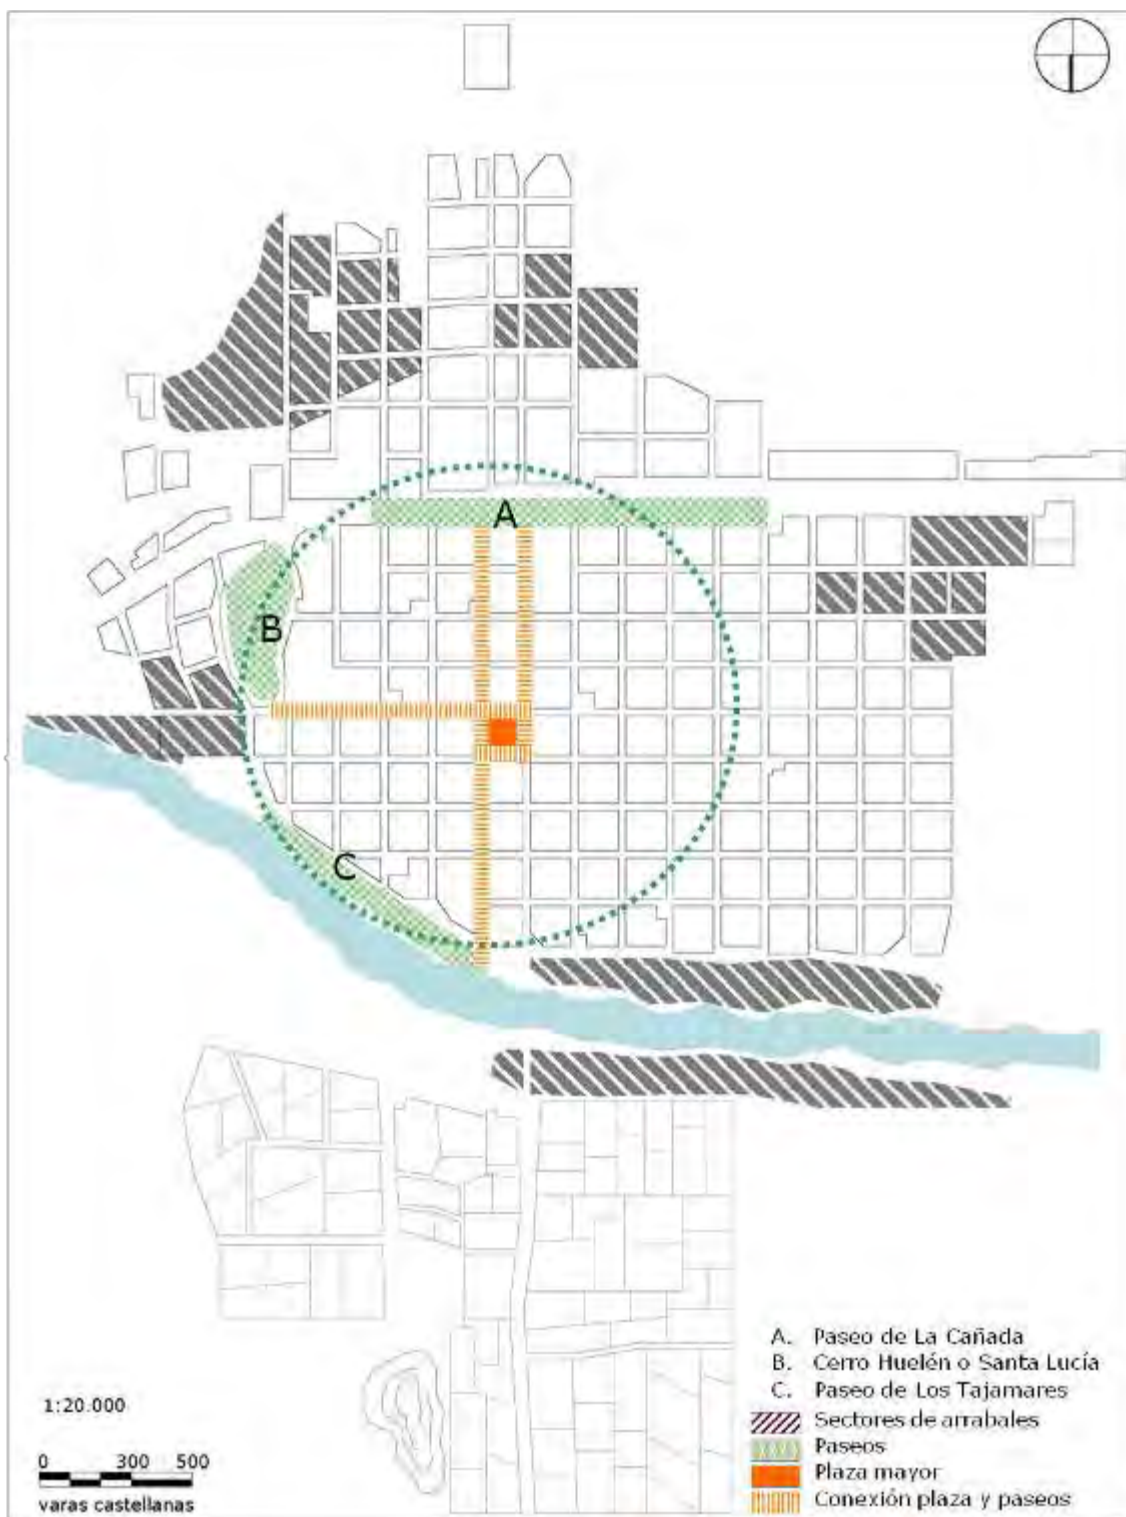 A
B
C
A. Paseo de La Cañada
B. Cerro Huelén o Santa Lucía
C. Paseo de Los Tajamares
Sectores de arrabales
Paseos
Plaza mayor
Conexión plaza y paseos
1:20.000
0 300 500
varas castellanas